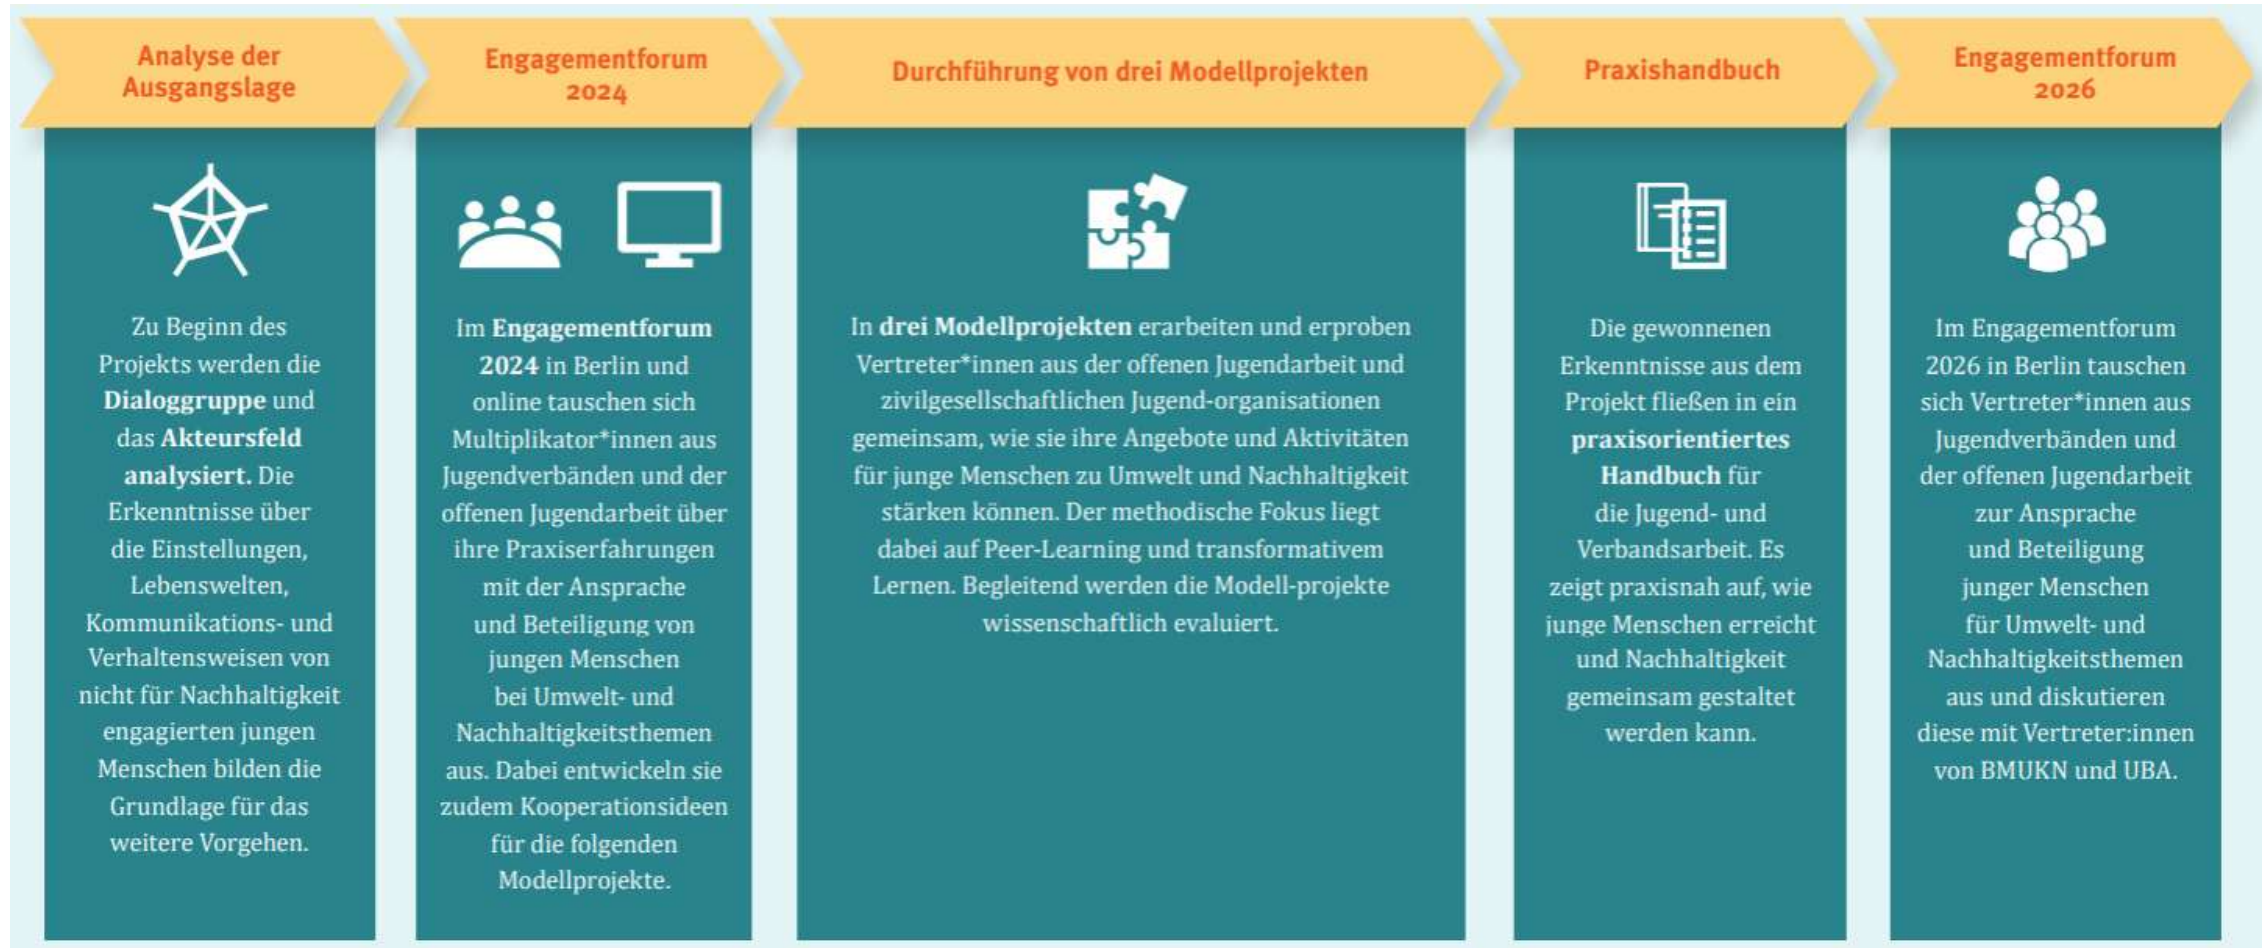 Analyse der
Ausgangslage
Zu Beginn des
Projekts werden die
Dialoggruppe und
das Akteursfeld
analysiert. Die
Erkenntnisse über
die Einstellungen,
Lebenswelten,
Kommunikations- und
Verhaltensweisen von
nicht für Nachhaltigkeit
engagierten jungen
Menschen bilden die
Grundlage für das
weitere Vorgehen.
Engagementforum
2024
Im Engagementforum
2024 in Berlin und
online tauschen sich
Multiplikator*innen aus
Jugendverbänden und der
offenen Jugendarbeit über
ihre Praxiserfahrungen
mit der Ansprache
und Beteiligung von
jungen Menschen
bei Umwelt- und
Nachhaltigkeitsthemen
aus. Dabei entwickeln sie
zudem Kooperationsideen
für die folgenden
Modellprojekte.
Durchführung von drei Modellprojekten
In drei Modellprojekten erarbeiten und erproben
Vertreter*innen aus der offenen Jugendarbeit und
zivilgesellschaftlichen Jugend-organisationen
gemeinsam, wie sie ihre Angebote und Aktivitäten
für junge Menschen zu Umwelt und Nachhaltigkeit
stärken können. Der methodische Fokus liegt
dabei auf Peer-Learning und transformativem
Lernen. Begleitend werden die Modell-projekte
wissenschaftlich evaluiert.
Praxishandbuch
Die gewonnenen
Erkenntnisse aus dem
Projekt fließen in ein
praxisorientiertes
Handbuch für
die Jugend- und
Verbandsarbeit. Es
zeigt praxisnah auf, wie
junge Menschen erreicht
und Nachhaltigkeit
gemeinsam gestaltet
werden kann.
Engagementforum
2026
Im Engagementforum
2026 in Berlin tauschen
sich Vertreter*innen aus
Jugendverbänden und
der offenen Jugendarbeit
zur Ansprache
und Beteiligung
junger Menschen
für Umwelt- und
Nachhaltigkeitsthemen
aus und diskutieren
diese mit Vertreter:innen
von BMUKN und UBA.